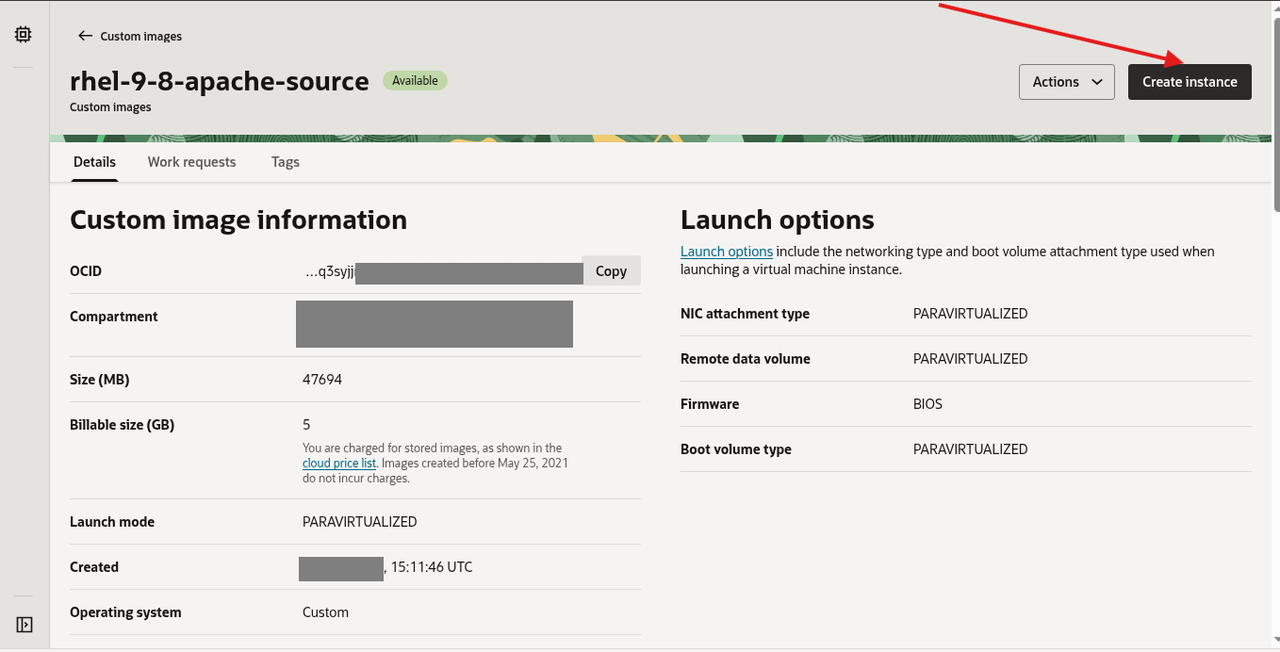 Custom images
rhel-9-8-apache-source
Available
Custom images
Actions
Create instance
Details
Work requests
Tags
Custom image information
OCID
...q3syjj
Copy
Compartment
Size (MB)
47694
Billable size (GB)
5
You are charged for stored images, as shown in the
cloud price list. Images created before May 25, 2021
do not incur charges.
Launch mode
PARAVIRTUALIZED
Created
, 15:11:46 UTC
Operating system
Custom
Launch options
Launch options include the networking type and boot volume attachment type used when
launching a virtual machine instance.
NIC attachment type
PARAVIRTUALIZED
Remote data volume
PARAVIRTUALIZED
Firmware
BIOS
Boot volume type
PARAVIRTUALIZED